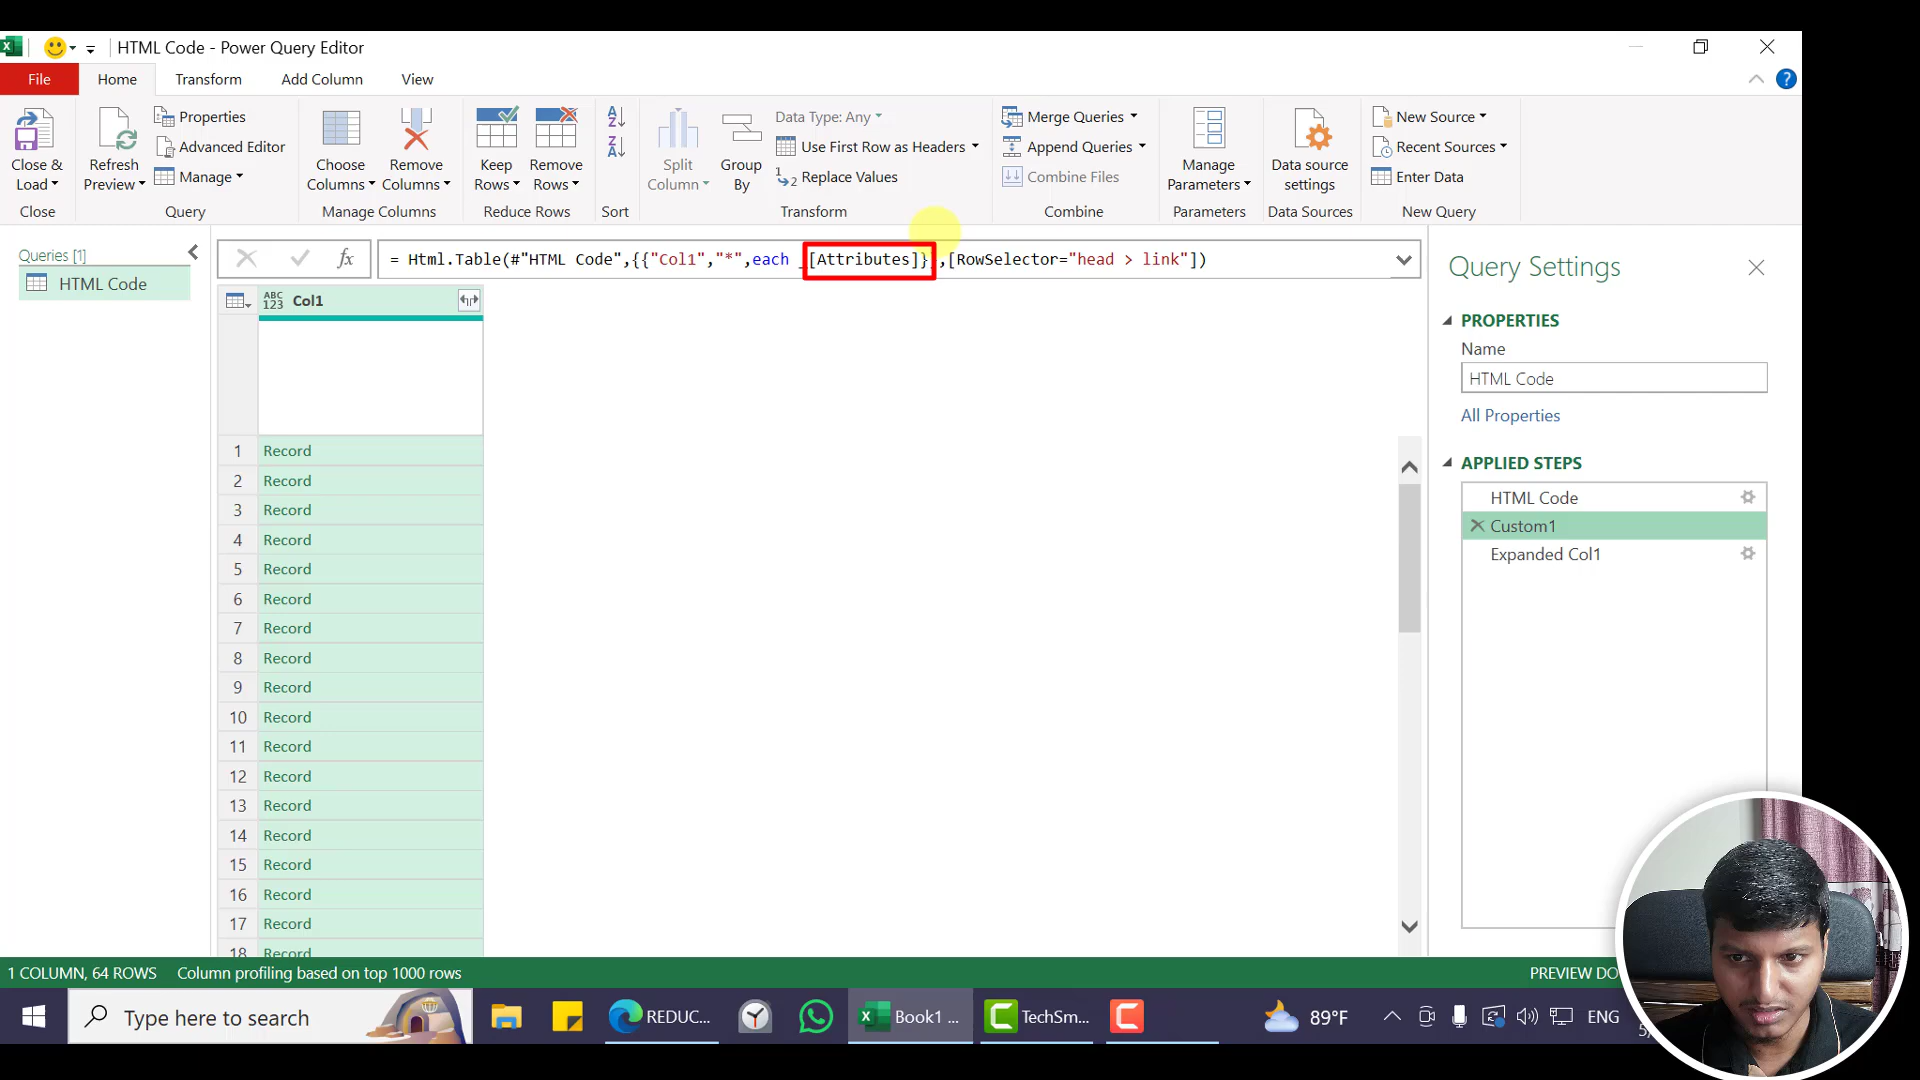 HTML Code - Power Query Editor
File
Home
Transform
Add Column
View
Close &
Load
Close
Refresh
Preview
Properties
Advanced Editor
Manage
Query
Choose
Columns
Remove
Columns
Manage Columns
Keep
Rows
Remove
Rows
Reduce Rows
Sort
Split
Column
Group
By
Data Type: Any
Use First Row as Headers
Replace Values
Transform
Merge Queries
Append Queries
Combine Files
Combine
Manage
Parameters
Parameters
Data source
settings
Data Sources
New Source
Recent Sources
Enter Data
New Query
Queries [1]
HTML Code
fx
= Html.Table(#"HTML Code",{{"Col1","*",each _[Attributes]}},[RowSelector="head > link"])
ABC
123
Col1
1 Record
2 Record
3 Record
4 Record
5 Record
6 Record
7 Record
8 Record
9 Record
10 Record
11 Record
12 Record
13 Record
14 Record
15 Record
16 Record
17 Record
18 Record
Query Settings
PROPERTIES
Name
HTML Code
All Properties
APPLIED STEPS
HTML Code
Custom1
Expanded Col1
1 COLUMN, 64 ROWS
Column profiling based on top 1000 rows
PREVIEW DO
Type here to search
REDUC...
Book1 ...
TechSm...
89°F
ENG